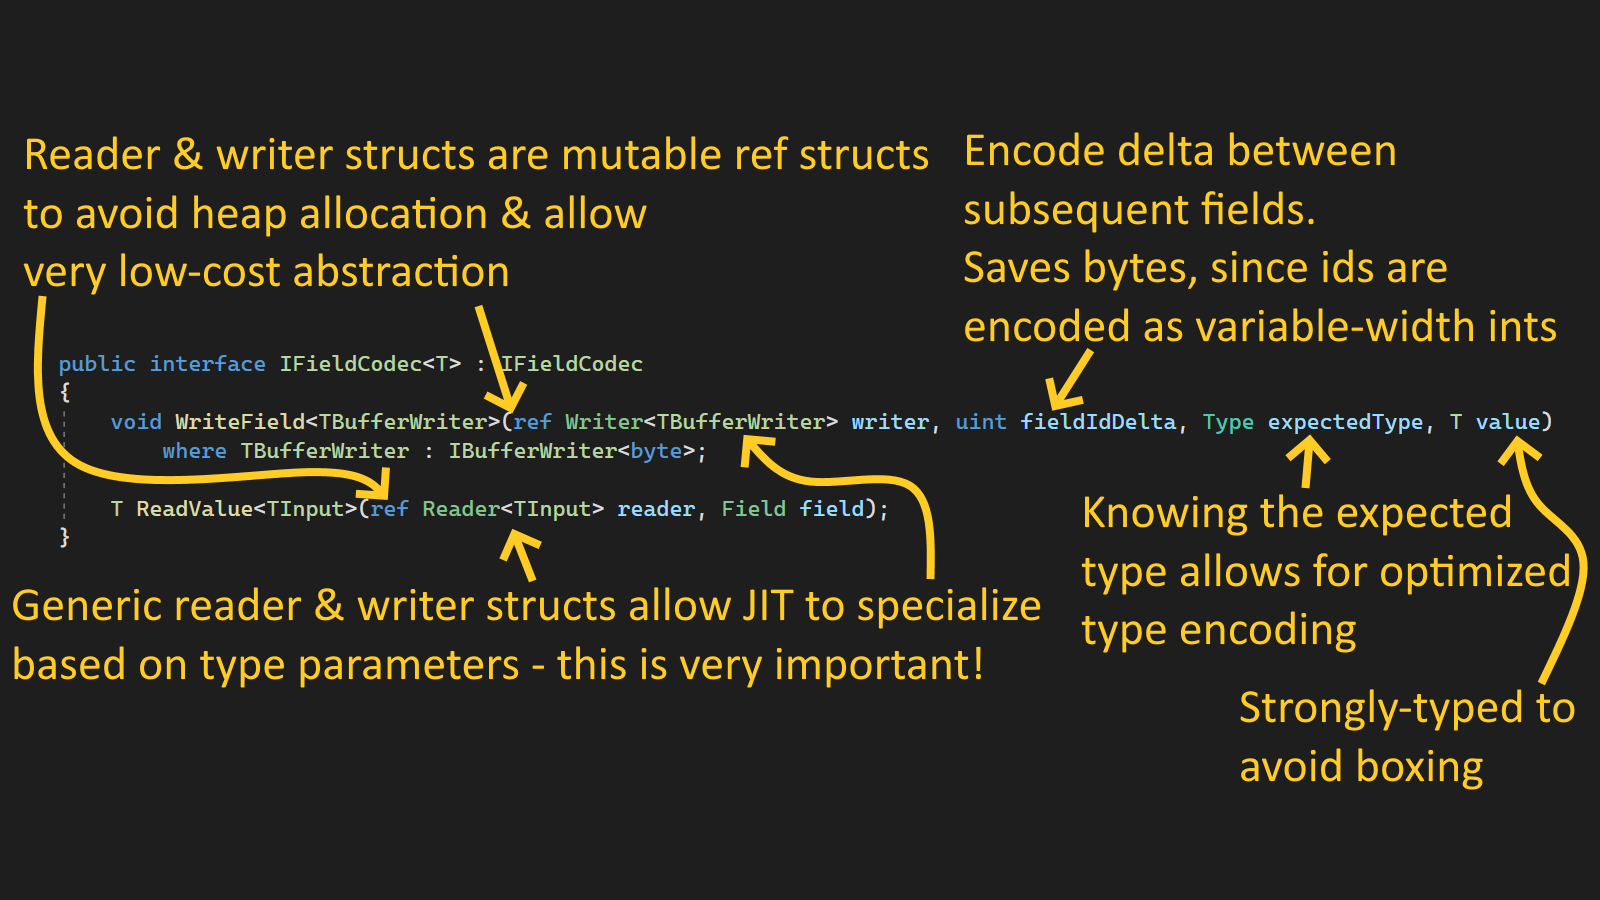 Reader & writer structs are mutable ref structs
to avoid heap allocation & allow
very low-cost abstraction
Encode delta between
subsequent fields.
Saves bytes, since ids are
encoded as variable-width ints
public interface IFieldCodec<T> : IFieldCodec
{
void WriteField<TBufferWriter>(ref Writer<TBufferWriter> writer, uint fieldIdDelta, Type expectedType, T value)
where TBufferWriter : IBufferWriter<byte>;
T ReadValue<TInput>(ref Reader<TInput> reader, Field field);
}
Generic reader & writer structs allow JIT to specialize
based on type parameters - this is very important!
Knowing the expected
type allows for optimized
type encoding
Strongly-typed to
avoid boxing